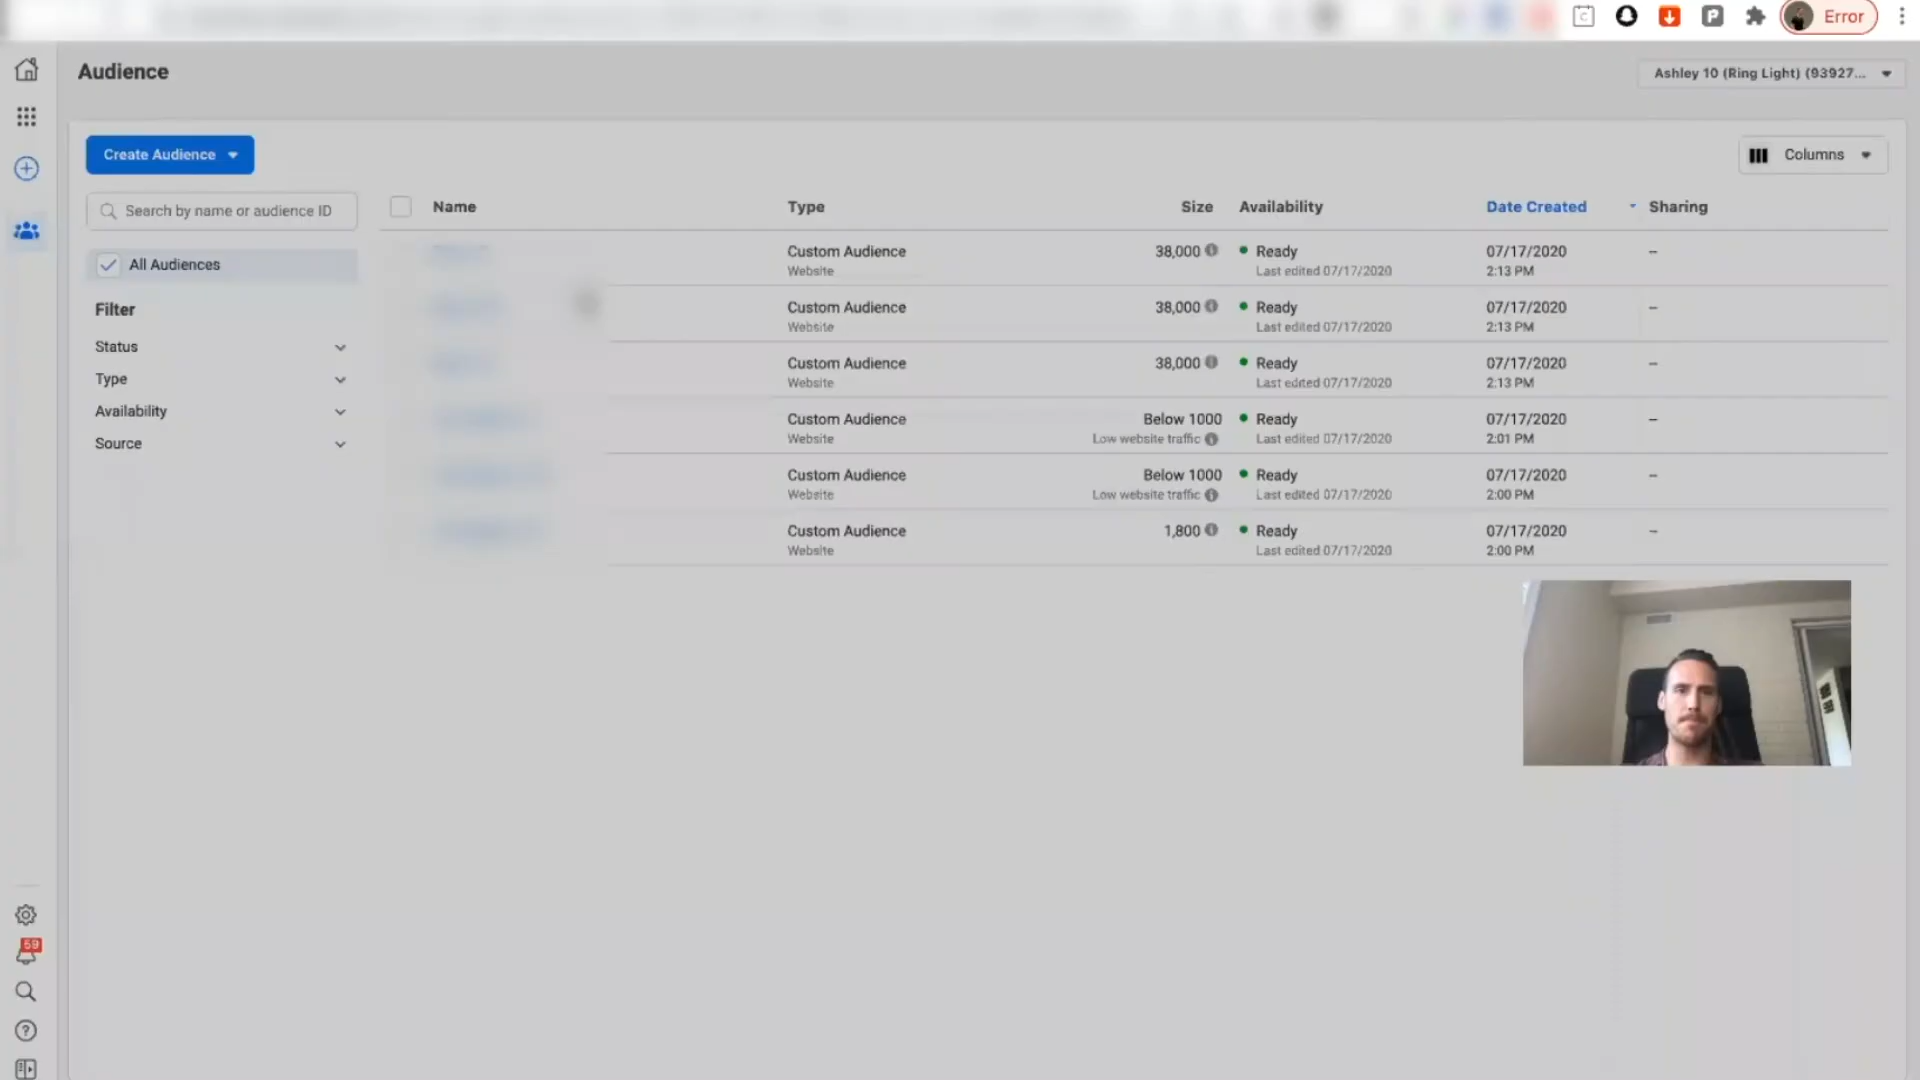 Error
Audience
Ashley 10 (Ring Light) (93927...
Create Audience
Columns
Search by name or audience ID
Name Type Size Availability Date Created Sharing
All Audiences
Filter
Status
Type
Availability
Source
Custom Audience 38,000 Ready 07/17/2020 --
Website Last edited 07/17/2020 2:13 PM
Custom Audience 38,000 Ready 07/17/2020 --
Website Last edited 07/17/2020 2:13 PM
Custom Audience 38,000 Ready 07/17/2020 --
Website Last edited 07/17/2020 2:13 PM
Custom Audience Below 1000 Ready 07/17/2020 --
Website Low website traffic Last edited 07/17/2020 2:01 PM
Custom Audience Below 1000 Ready 07/17/2020 --
Website Low website traffic Last edited 07/17/2020 2:00 PM
Custom Audience 1,800 Ready 07/17/2020 --
Website Last edited 07/17/2020 2:00 PM
59